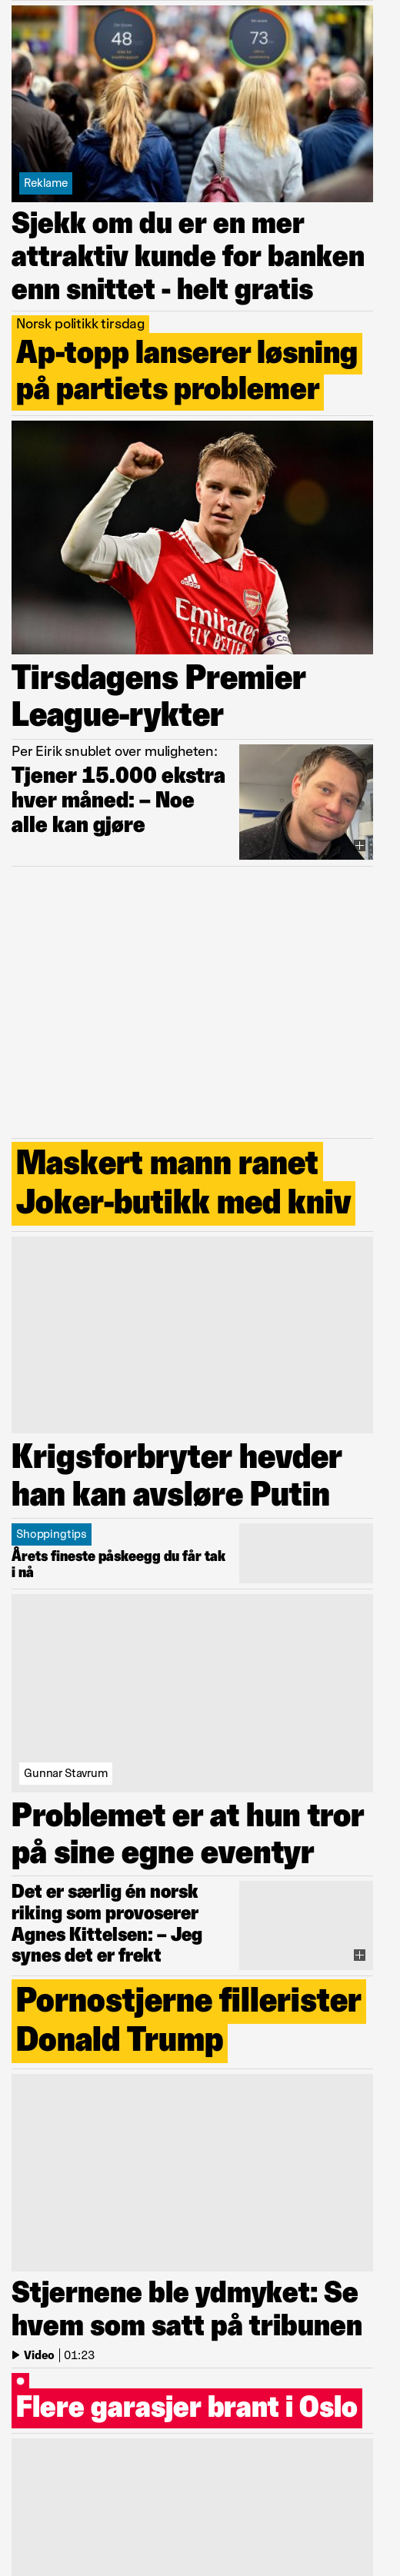 48
73
Reklame
Sjekk om du er en mer
attraktiv kunde for banken
enn snittet - helt gratis
Norsk politikk tirsdag
Ap-topp lanserer løsning
på partiets problemer
adidas
Emirates
FLY BETTER
Arsenal
Tirsdagens Premier
League-rykter
Per Eirik snublet over muligheten:
Tjener 15.000 ekstra
hver måned: – Noe
alle kan gjøre
Maskert mann ranet
Joker-butikk med kniv
Krigsforbryter hevder
han kan avsløre Putin
Shoppingtips
Årets fineste påskeegg du får tak
i nå
Gunnar Stavrum
Problemet er at hun tror
på sine egne eventyr
Det er særlig én norsk
riking som provoserer
Agnes Kittelsen: – Jeg
synes det er frekt
Pornostjerne fillerister
Donald Trump
Stjernene ble ydmyket: Se
hvem som satt på tribunen
Video 01:23
Flere garasjer brant i Oslo